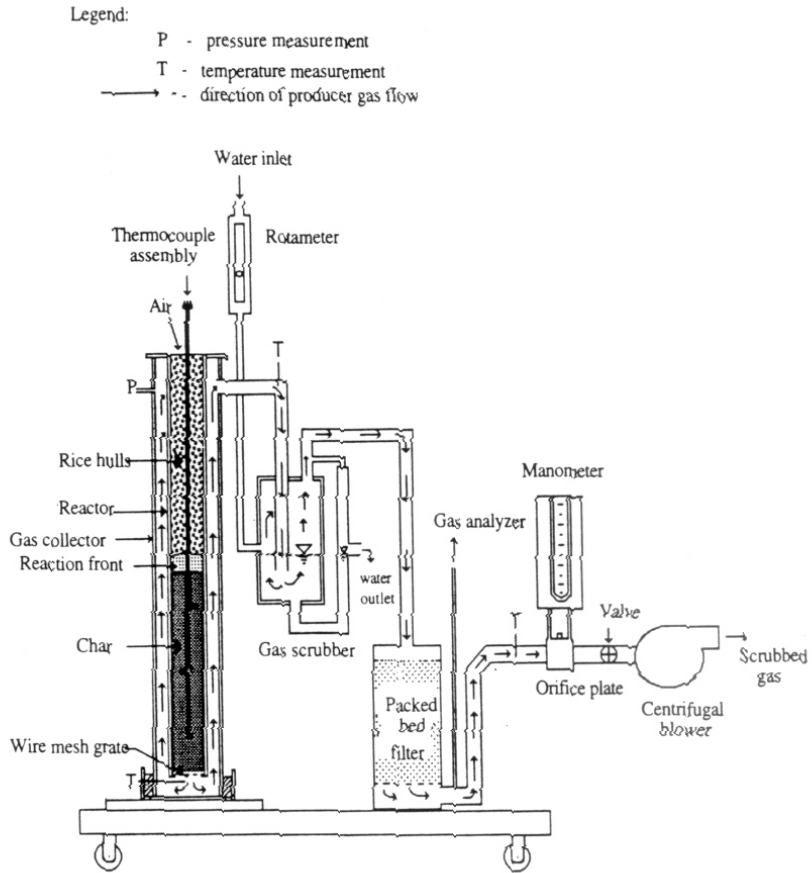 Legend:
P - pressure measurement
T - temperature measurement
- - direction of producer gas flow
Water inlet
Thermocouple
assembly
Rotameter
Air
T
P
Rice hulls
Manometer
Reactor
Gas analyzer
Gas collector
Reaction front
water
outlet
T
Valve
Char
Gas scrubber
Scrubbed
gas
Orifice plate
Packed
bed
filter
Centrifugal
blower
Wire mesh grate
T